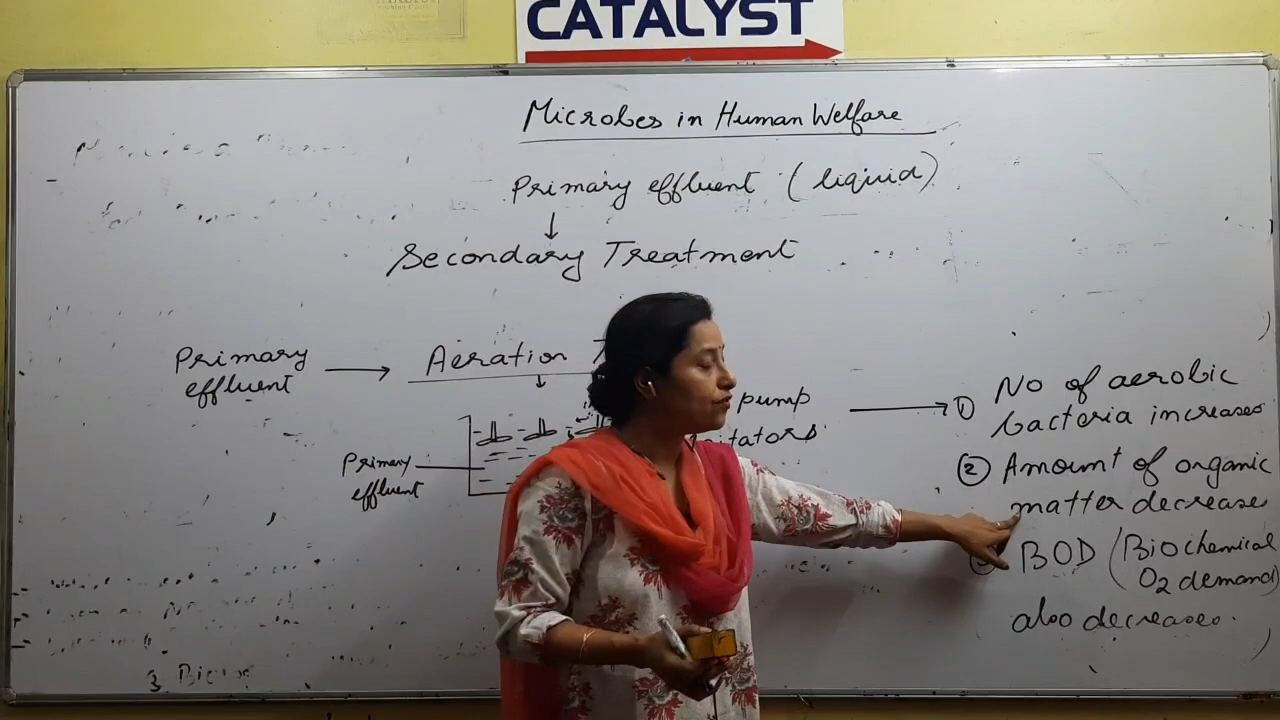 CATALYST
Microbes in Human Welfare
Primary effluent (liquid)
↓
Secondary Treatment
Primary
effluent
→
Aeration
↓
Primary
effluent
pump
→
1) No of aerobic
bacteria increases
(2) Amount of organic
matter decreases
BOD (Biochemical
O2 demand)
also decreases.